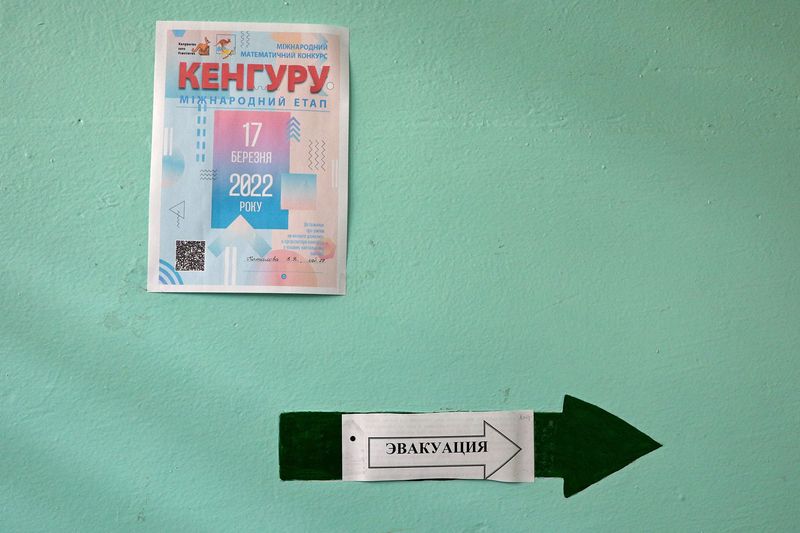 МІЖНАРОДНИЙ
МАТЕМАТИЧНИЙ КОНКУРС
КЕНГУРУ
МІЖНАРОДНИЙ ЕТАП
17
БЕРЕЗНЯ
2022
РОКУ
ЭВАКУАЦИЯ